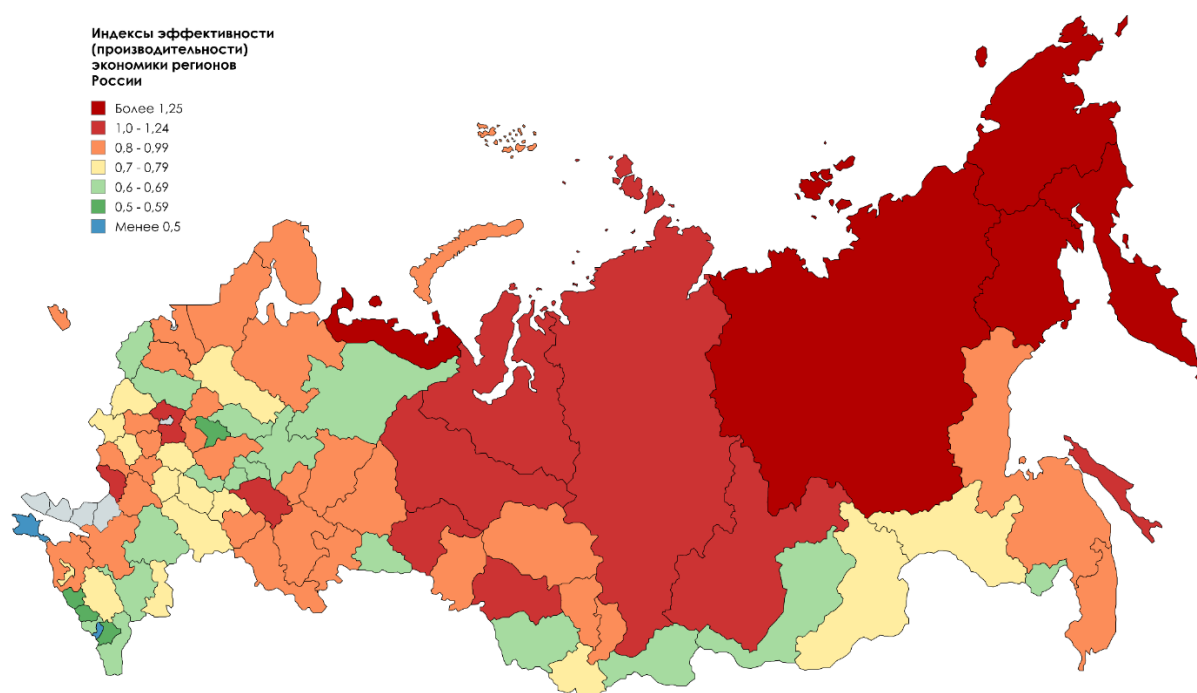 Индексы эффективности
(производительности)
экономики регионов
России
Более 1,25
1,0 - 1,24
0,8 - 0,99
0,7 - 0,79
0,6 - 0,69
0,5 - 0,59
Менее 0,5